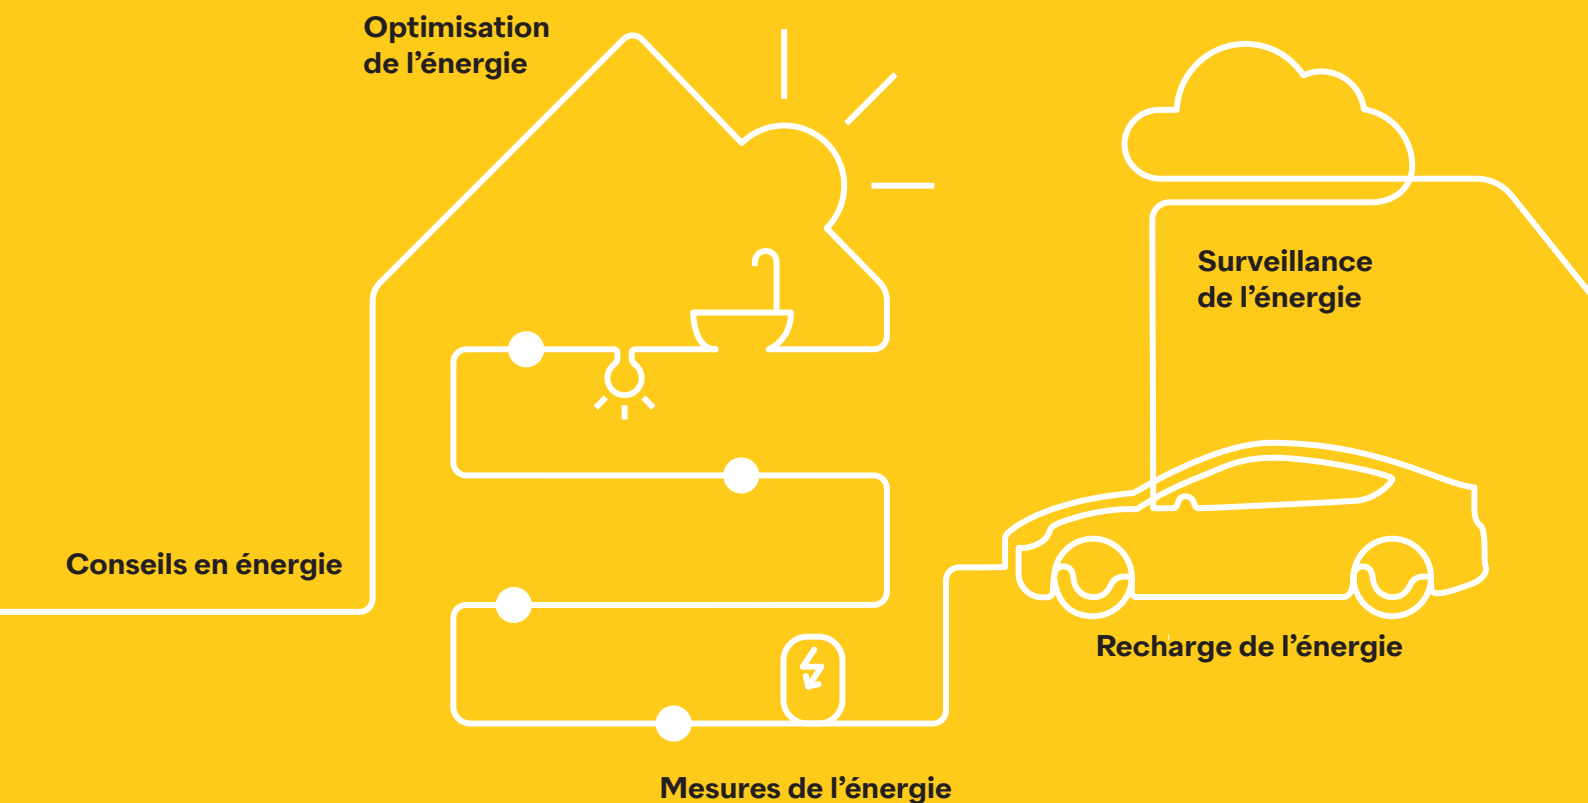 Optimisation
de l’énergie
Surveillance
de l’énergie
Conseils en énergie
Recharge de l’énergie
Mesures de l’énergie